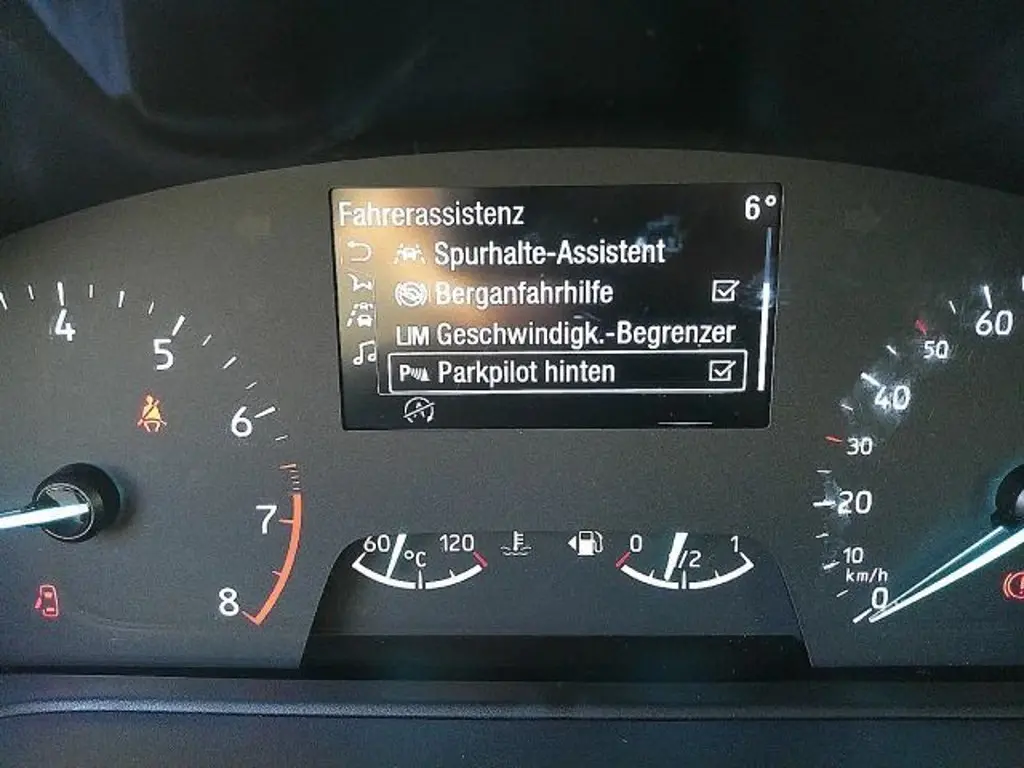 Fahrerassistenz 6°
Spurhalte-Assistent
Berganfahrhilfe
LIM Geschwindigk.-Begrenzer
P Parkpilot hinten
4
5
6
7
8
60 °C 120
0 1/2 1
60
50
40
30
20
10
km/h
0